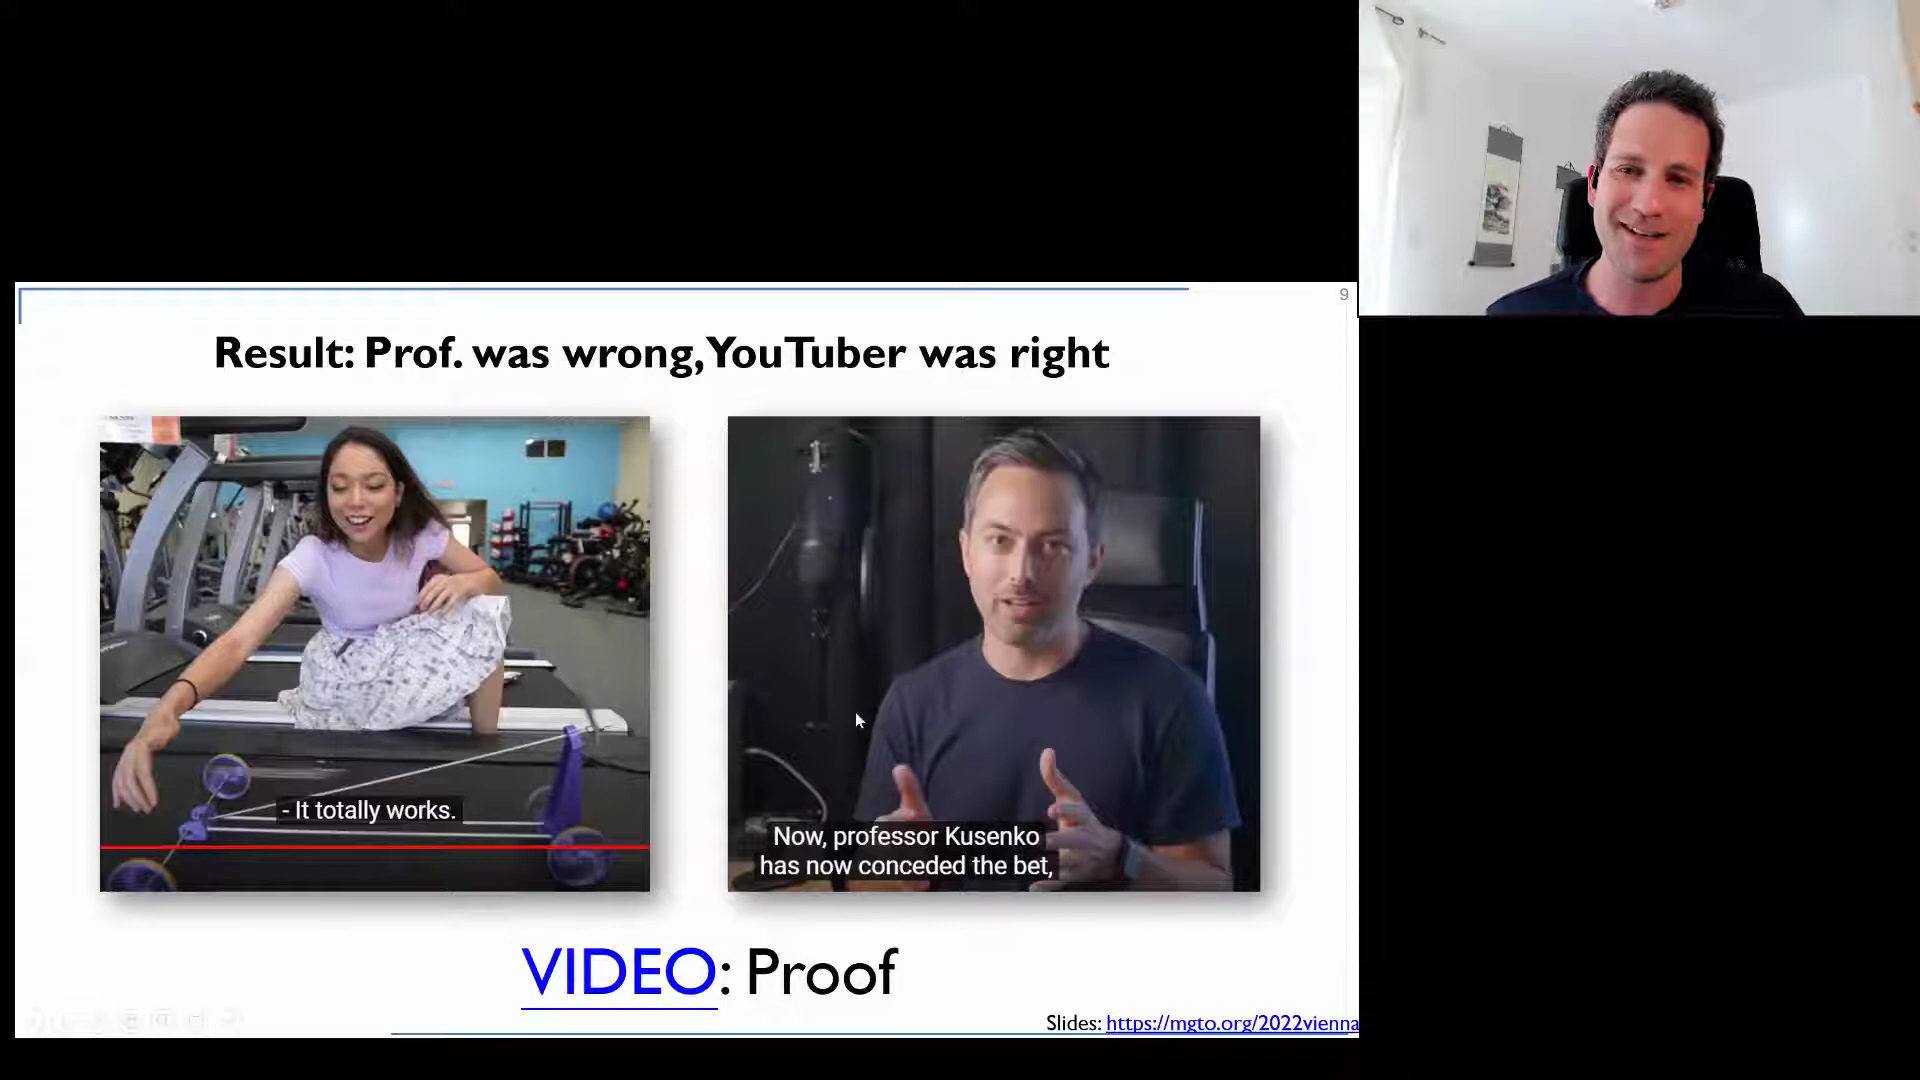 9
Result: Prof. was wrong, YouTuber was right
- It totally works.
Now, professor Kusenko
has now conceded the bet,
VIDEO: Proof
Slides: https://mgto.org/2022vienna